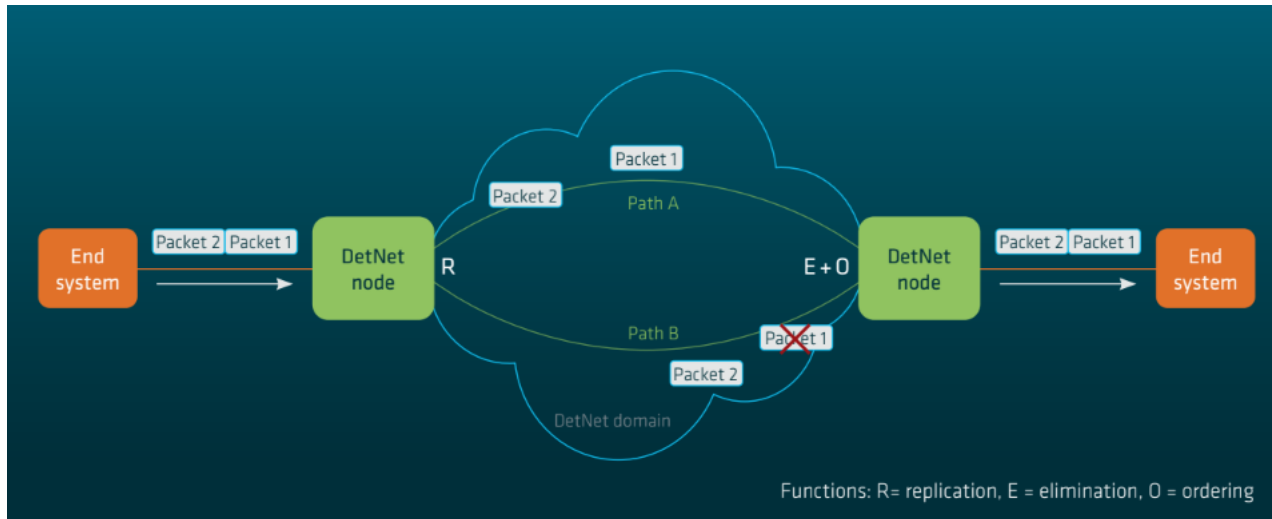 Packet 1
Packet 2
Path A
End
system
Packet 2 Packet 1
DetNet
node
R
E + O
DetNet
node
Packet 2 Packet 1
End
system
Path B
Packet 1
Packet 2
DetNet domain
Functions: R= replication, E = elimination, O = ordering